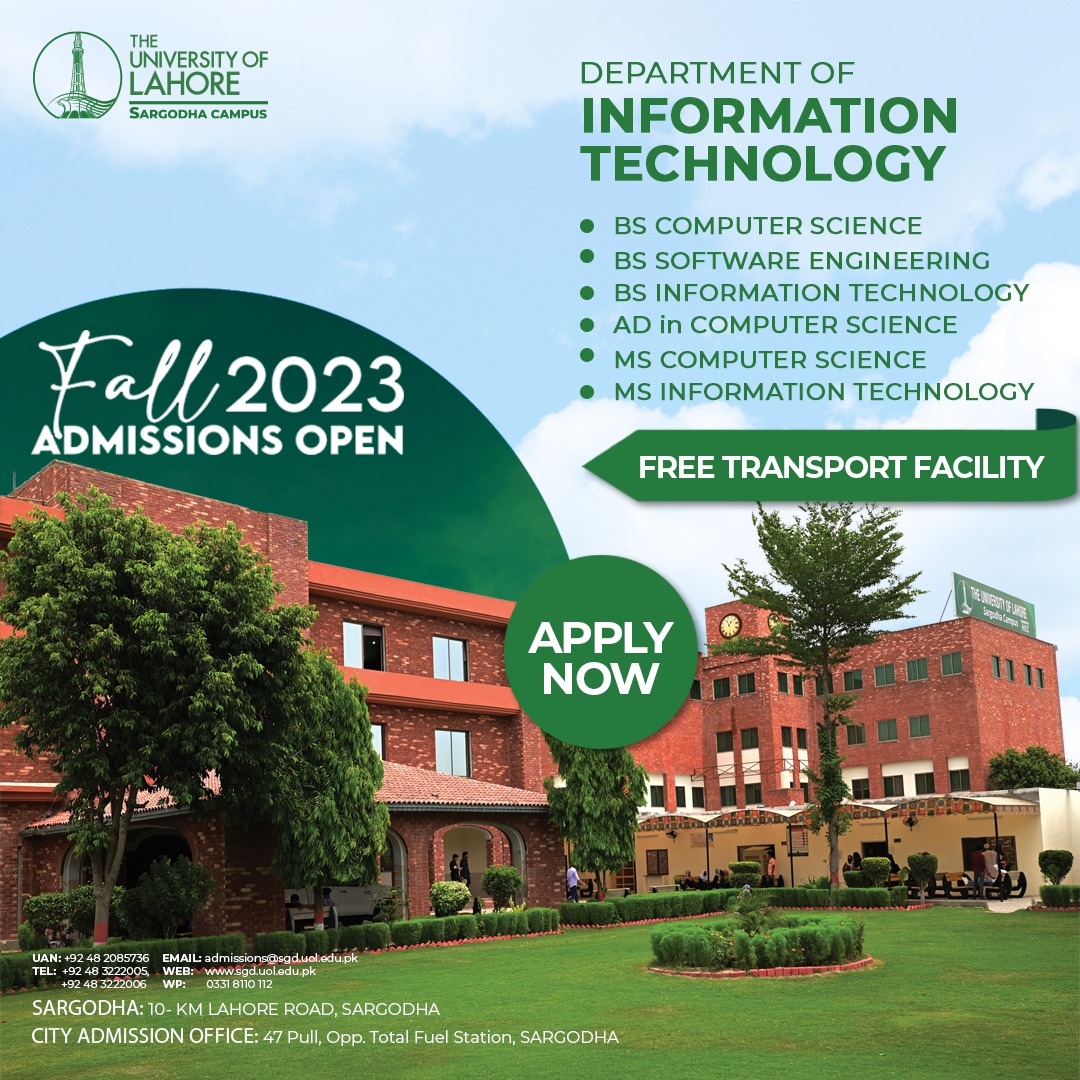 THE
UNIVERSITY OF
LAHORE
SARGODHA CAMPUS
DEPARTMENT OF
INFORMATION
TECHNOLOGY
BS COMPUTER SCIENCE
BS SOFTWARE ENGINEERING
BS INFORMATION TECHNOLOGY
AD in COMPUTER SCIENCE
MS COMPUTER SCIENCE
MS INFORMATION TECHNOLOGY
Fall 2023
ADMISSIONS OPEN
FREE TRANSPORT FACILITY
APPLY
NOW
THE UNIVERSITY OF LAHORE
Sargodha Campus
UAN: +92 48 2085736 EMAIL: admissions@sgd.uol.edu.pk
TEL: +92 48 3222005, WEB: www.sgd.uol.edu.pk
+92 48 3222006 WP: 0331 8110 112
SARGODHA: 10- KM LAHORE ROAD, SARGODHA
CITY ADMISSION OFFICE: 47 Pull, Opp. Total Fuel Station, SARGODHA